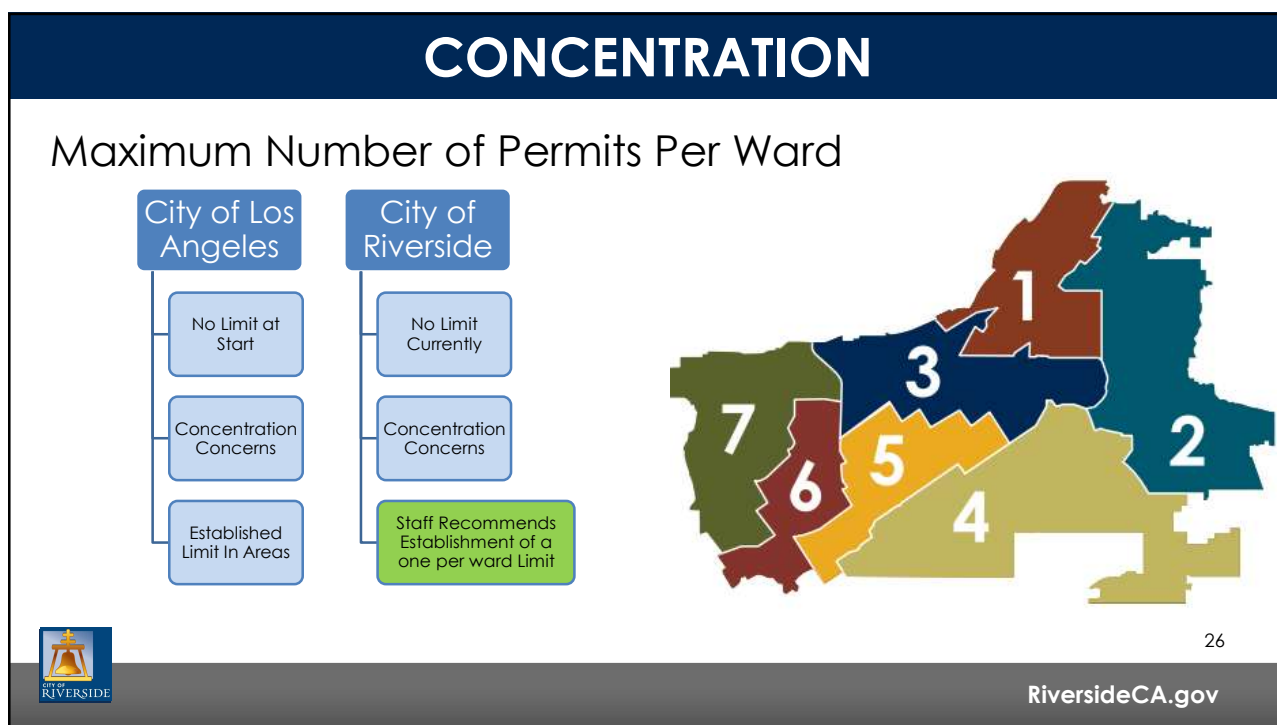 CONCENTRATION
Maximum Number of Permits Per Ward
City of Los
Angeles
No Limit at
Start
Concentration
Concerns
Established
Limit In Areas
City of
Riverside
No Limit
Currently
Concentration
Concerns
Staff Recommends
Establishment of a
one per ward Limit
1
2
3
4
5
6
7
26
CITY OF
RIVERSIDE
RiversideCA.gov